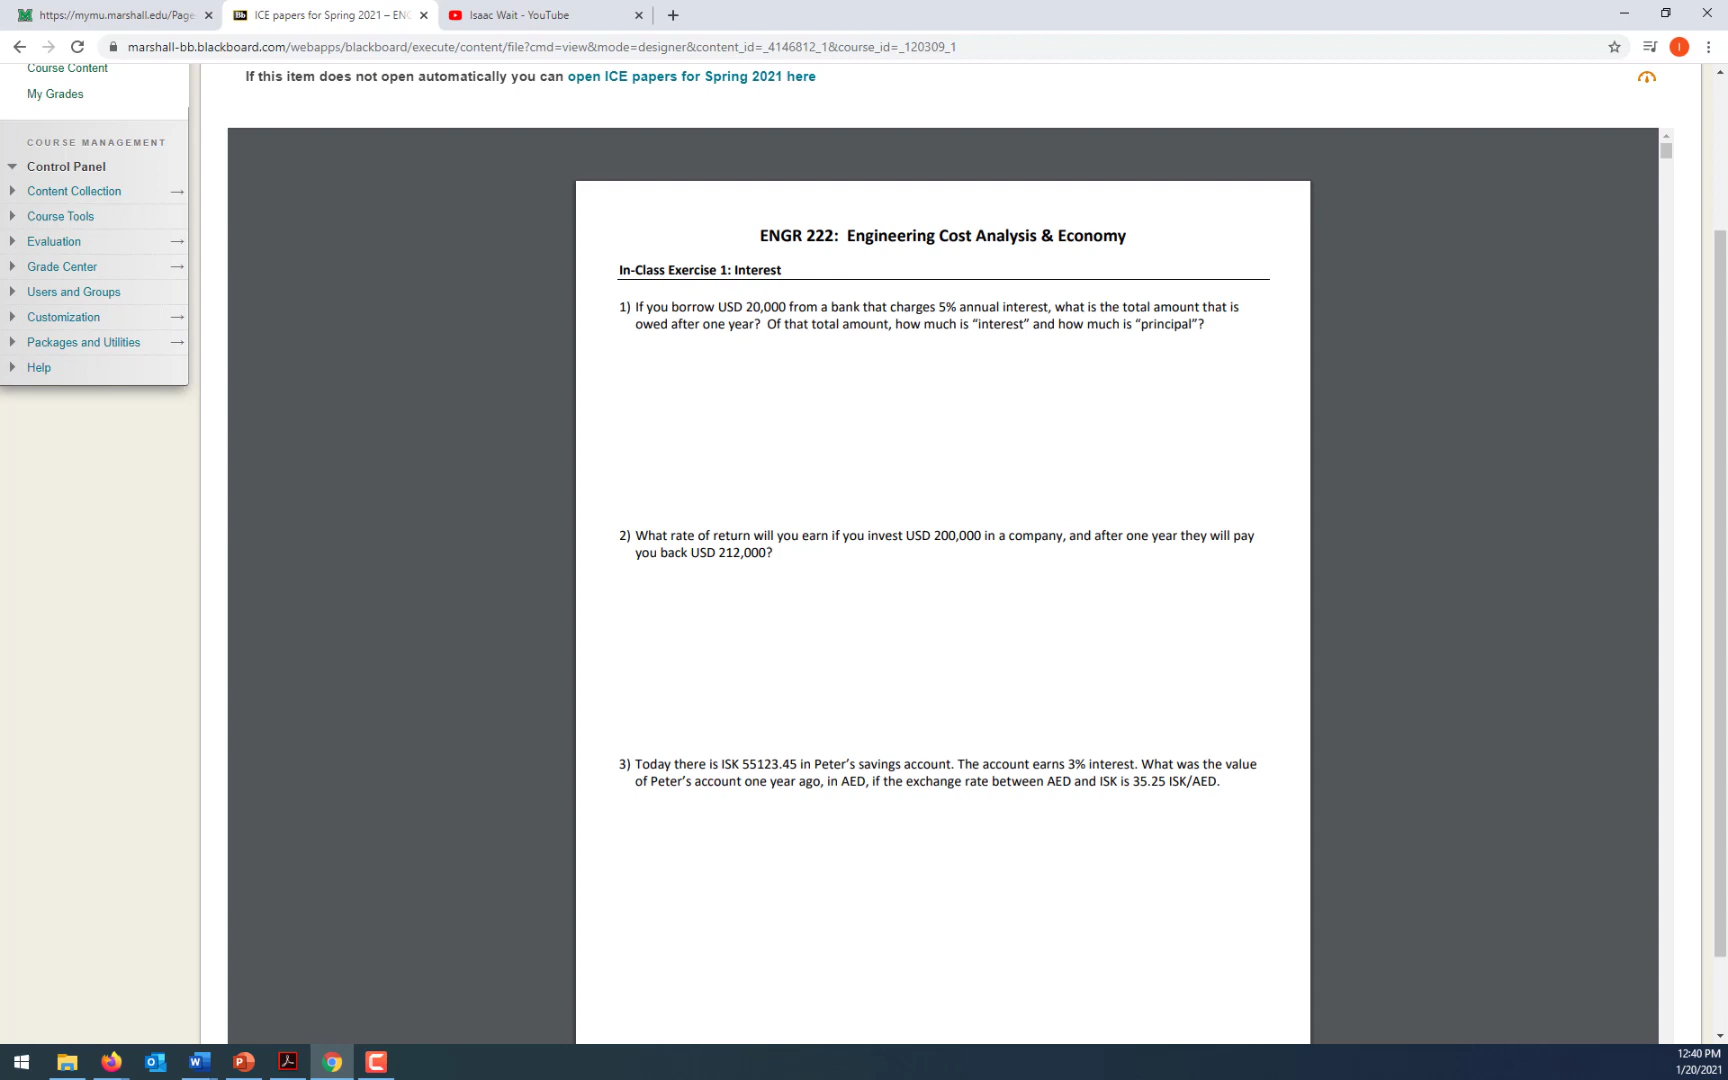 https://mymu.marshall.edu/Page
ICE papers for Spring 2021 – ENG
Isaac Wait - YouTube
marshall-bb.blackboard.com/webapps/blackboard/execute/content/file?cmd=view&mode=designer&content_id=_4146812_1&course_id=_120309_1
Course Content
My Grades
COURSE MANAGEMENT
Control Panel
Content Collection
Course Tools
Evaluation
Grade Center
Users and Groups
Customization
Packages and Utilities
Help
If this item does not open automatically you can open ICE papers for Spring 2021 here
ENGR 222: Engineering Cost Analysis & Economy
In-Class Exercise 1: Interest
1) If you borrow USD 20,000 from a bank that charges 5% annual interest, what is the total amount that is
owed after one year? Of that total amount, how much is “interest” and how much is “principal”?
2) What rate of return will you earn if you invest USD 200,000 in a company, and after one year they will pay
you back USD 212,000?
3) Today there is ISK 55123.45 in Peter’s savings account. The account earns 3% interest. What was the value
of Peter’s account one year ago, in AED, if the exchange rate between AED and ISK is 35.25 ISK/AED.
12:40 PM
1/20/2021